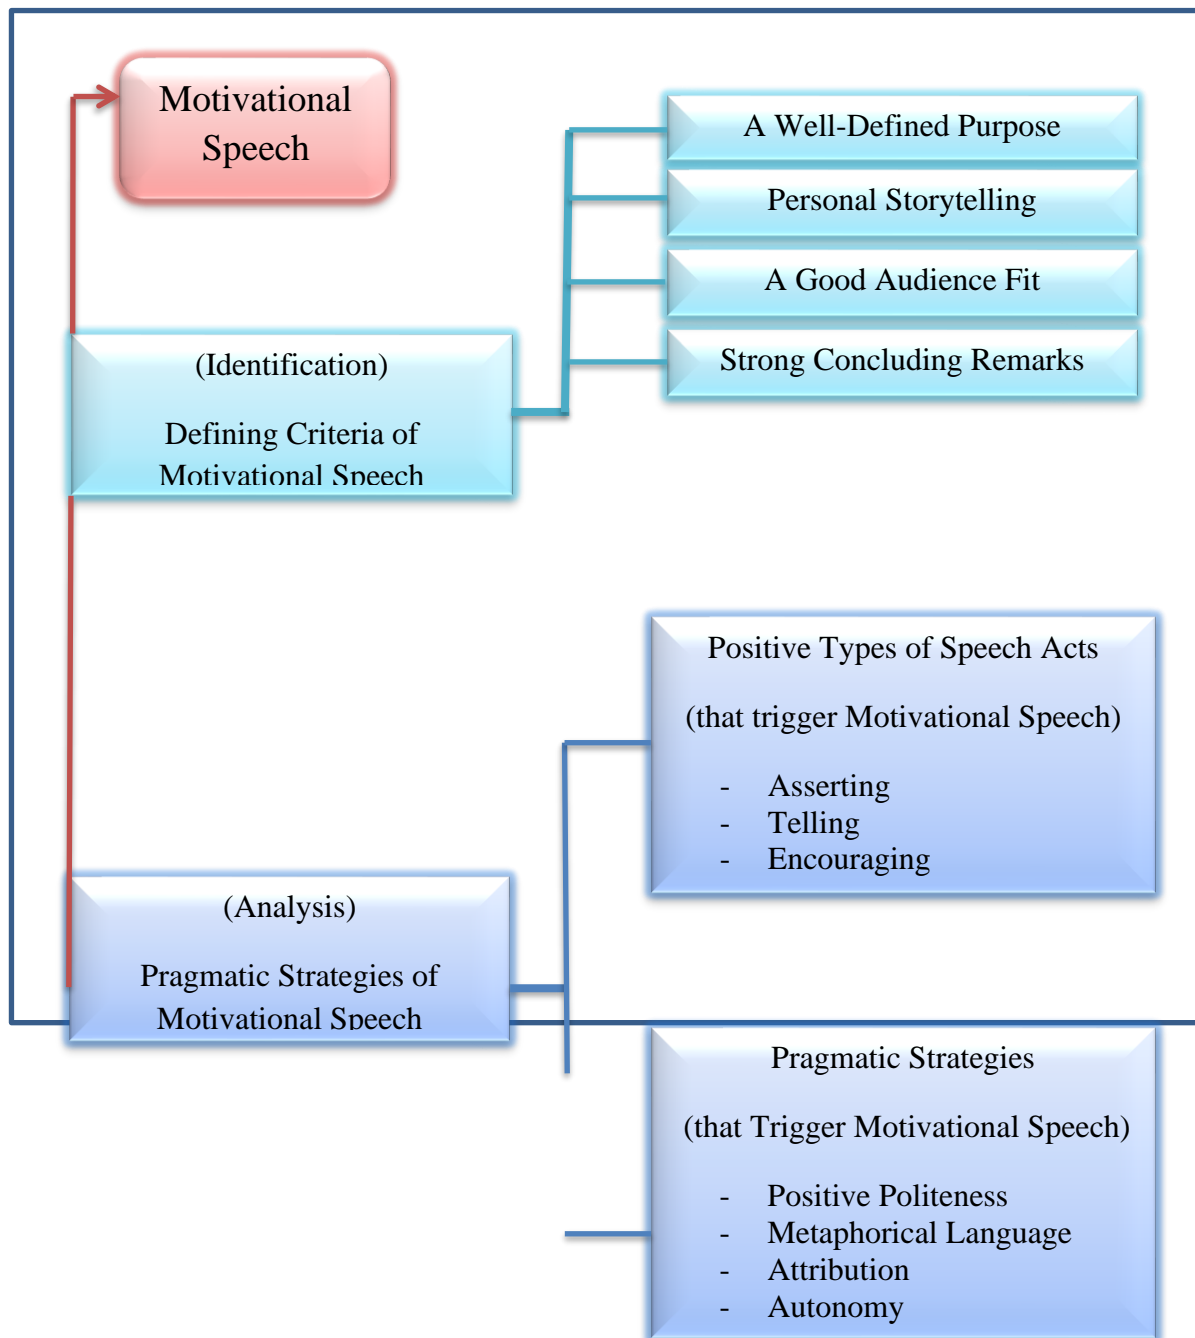 Motivational
Speech
A Well-Defined Purpose
Personal Storytelling
A Good Audience Fit
Strong Concluding Remarks
(Identification)
Defining Criteria of
Motivational Speech
Positive Types of Speech Acts
(that trigger Motivational Speech)
- Asserting
- Telling
- Encouraging
(Analysis)
Pragmatic Strategies of
Motivational Speech
Pragmatic Strategies
(that Trigger Motivational Speech)
- Positive Politeness
- Metaphorical Language
- Attribution
- Autonomy